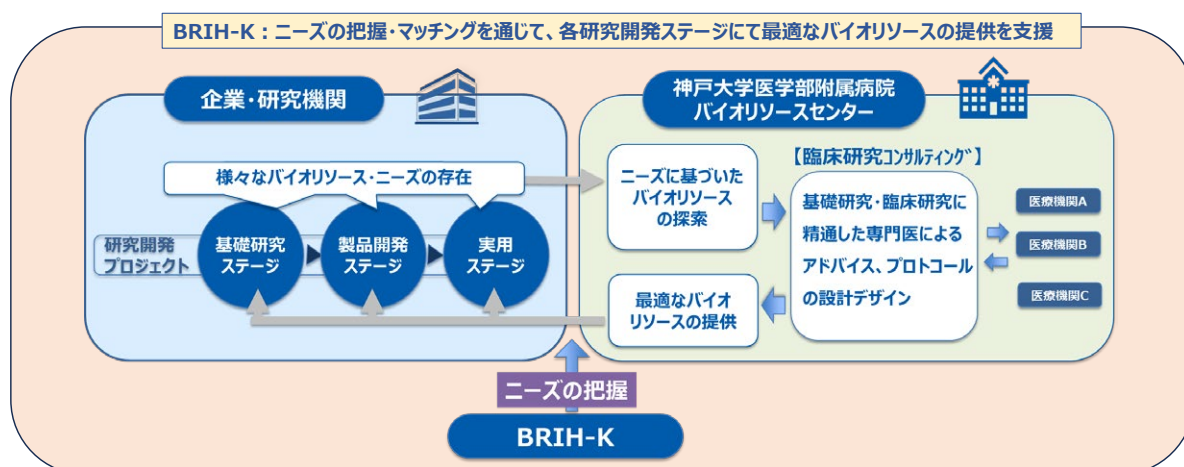 BRIH-K：ニーズの把握・マッチングを通じて、各研究開発ステージにて最適なバイオリソースの提供を支援
企業・研究機関
様々なバイオリソース・ニーズの存在
研究開発
プロジェクト
基礎研究
ステージ
製品開発
ステージ
実用
ステージ
神戸大学医学部附属病院
バイオリソースセンター
ニーズに基づいた
バイオリソース
の探索
【臨床研究コンサルティング】
基礎研究・臨床研究に
精通した専門医による
アドバイス、プロトコール
の設計デザイン
医療機関A
医療機関B
医療機関C
最適なバイオ
リソースの提供
ニーズの把握
BRIH-K